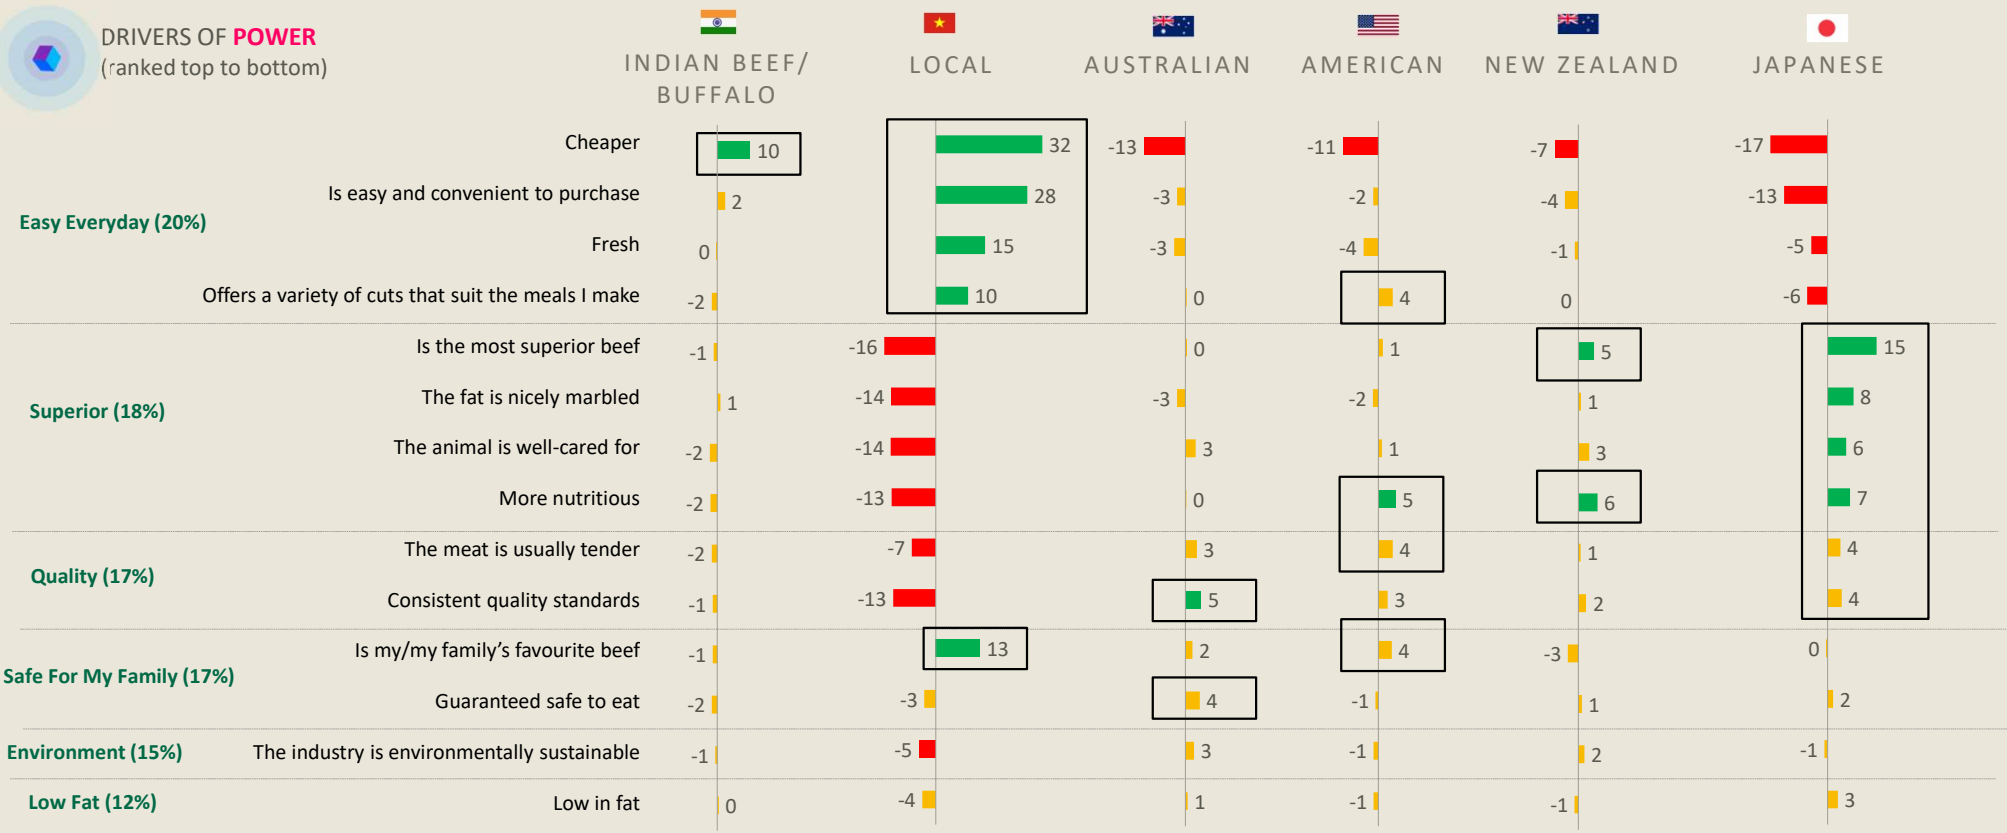 DRIVERS OF POWER
(ranked top to bottom)
INDIAN BEEF/
BUFFALO
LOCAL
AUSTRALIAN
AMERICAN
NEW ZEALAND
JAPANESE
Cheaper 10 32 -13 -11 -7 -17
Is easy and convenient to purchase 2 28 -3 -2 -4 -13
Easy Everyday (20%)
Fresh 0 15 -3 -4 -1 -5
Offers a variety of cuts that suit the meals I make -2 10 0 4 0 -6
Is the most superior beef -1 -16 0 1 5 15
The fat is nicely marbled 1 -14 -3 -2 1 8
Superior (18%)
The animal is well-cared for -2 -14 3 1 3 6
More nutritious -2 -13 0 5 6 7
The meat is usually tender -2 -7 3 4 1 4
Quality (17%)
Consistent quality standards -1 -13 5 3 2 4
Is my/my family's favourite beef -1 13 2 4 -3 0
Safe For My Family (17%)
Guaranteed safe to eat -2 -3 4 -1 1 2
Environment (15%) The industry is environmentally sustainable -1 -5 3 -1 2 -1
Low Fat (12%) Low in fat 0 -4 1 -1 -1 3